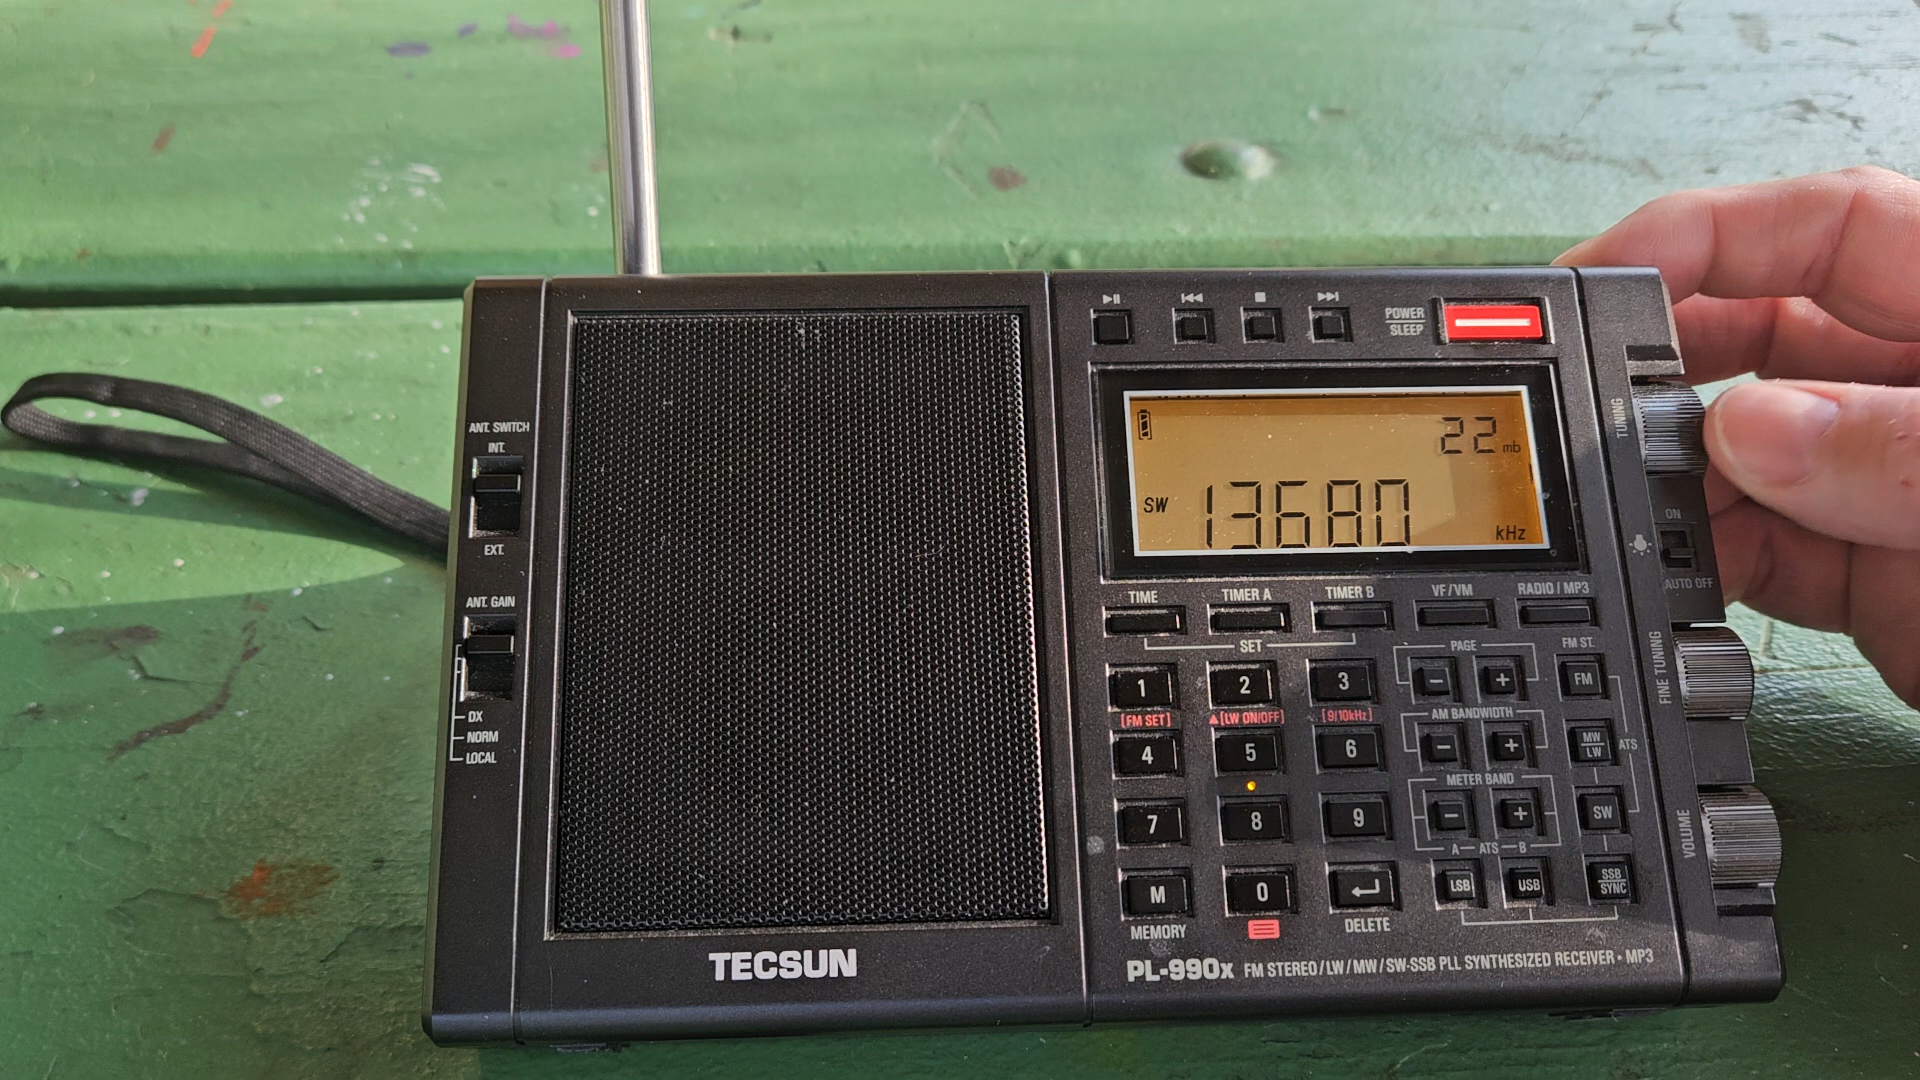 ANT. SWITCH
INT.
EXT.
ANT. GAIN
DX
NORM
LOCAL
TECSUN
POWER
SLEEP
22 mb
SW 13680 kHz
TUNING
ON
AUTO OFF
FINE TUNING
VOLUME
TIME TIMER A TIMER B VF/VM RADIO/MP3
SET
PAGE
FM ST.
1 2 3 - + FM
[FM SET] [LW ON/OFF] [9/10kHz]
AM BANDWIDTH
4 5 6 - + MW
LW
ATS
METER BAND
7 8 9 - + SW
A ATS B
M 0 LSB USB SSB
SYNC
MEMORY DELETE
PL-990x FM STEREO/LW/MW/SW-SSB PLL SYNTHESIZED RECEIVER • MP3